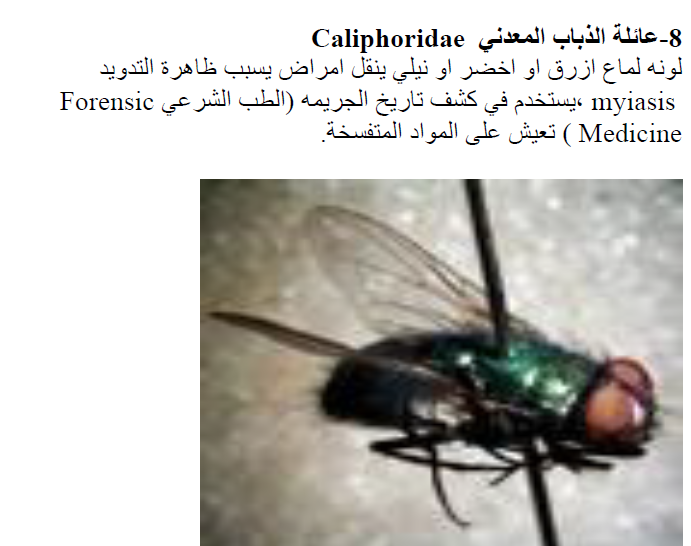 8-عائلة الذباب المعدني Caliphoridae
لونه لماع ازرق او اخضر او نيلي ينقل امراض يسبب ظاهرة التدويد
myiasis ،يستخدم في كشف تاريخ الجريمه (الطب الشرعي Forensic
Medicine ) تعيش على المواد المتفسخة.